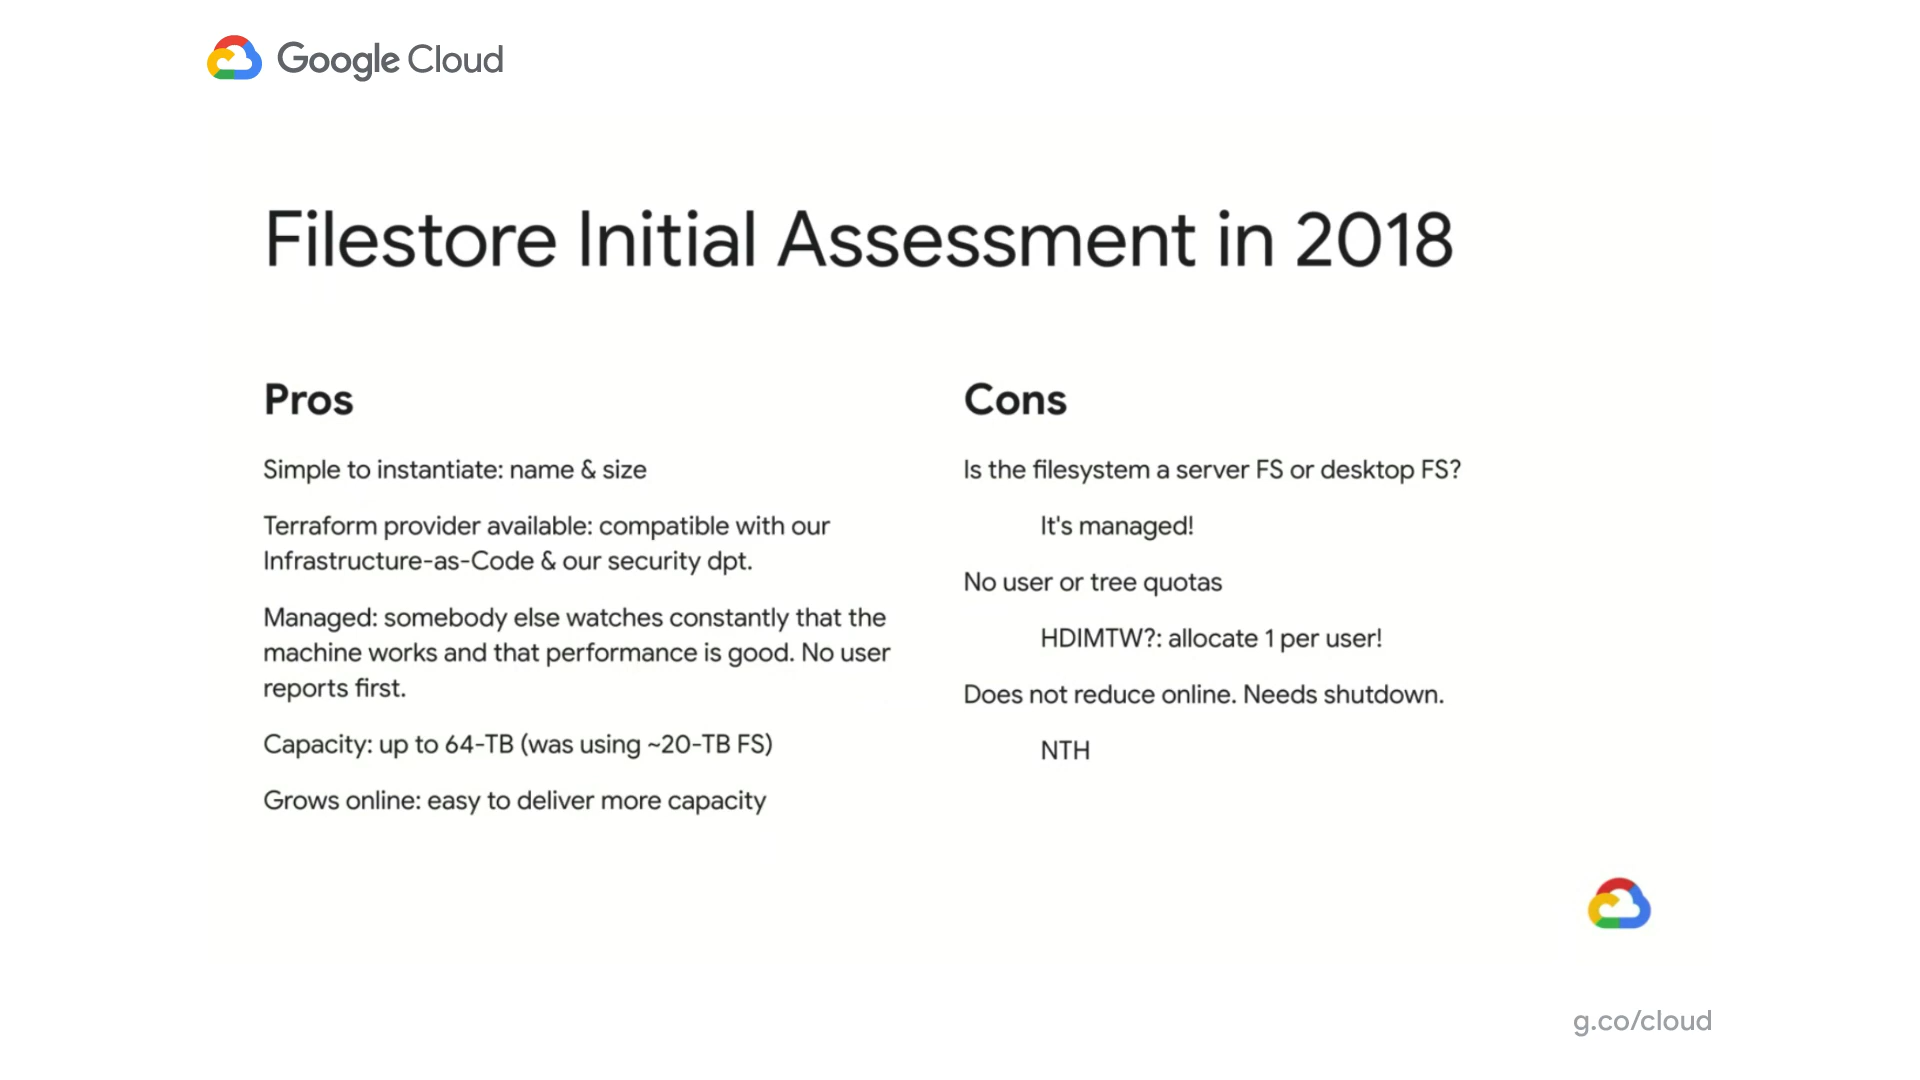 Google Cloud
Filestore Initial Assessment in 2018
Pros
Simple to instantiate: name & size
Terraform provider available: compatible with our
Infrastructure-as-Code & our security dpt.
Managed: somebody else watches constantly that the
machine works and that performance is good. No user
reports first.
Capacity: up to 64-TB (was using ~20-TB FS)
Grows online: easy to deliver more capacity
Cons
Is the filesystem a server FS or desktop FS?
It's managed!
No user or tree quotas
HDIMTW?: allocate 1 per user!
Does not reduce online. Needs shutdown.
NTH
g.co/cloud